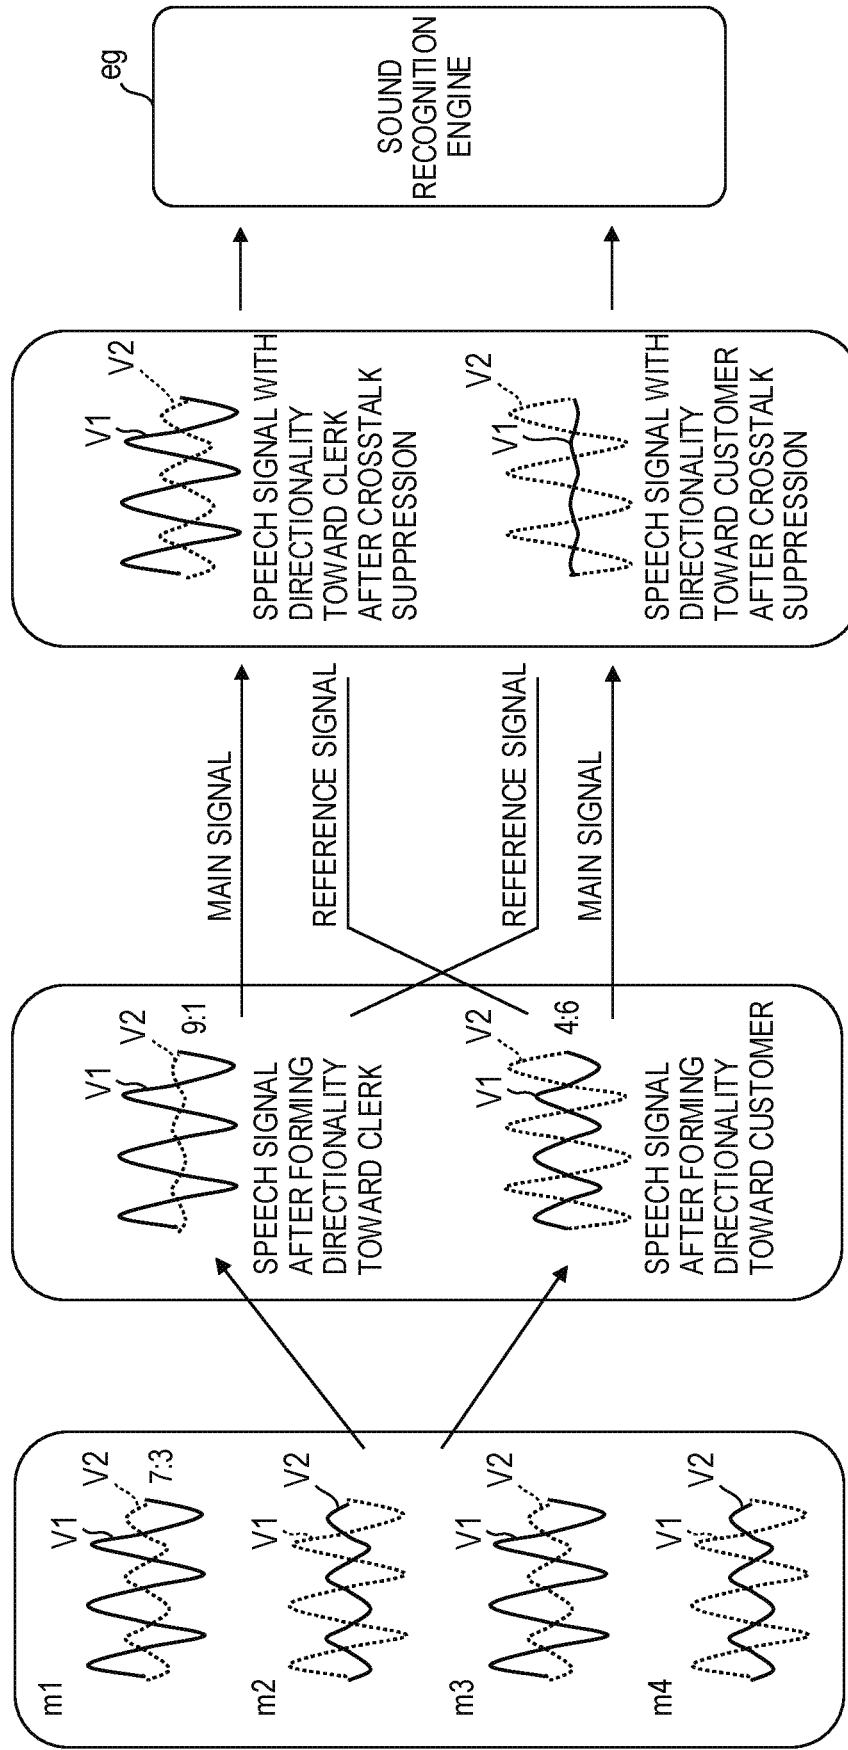 m1
V1
V2
7:3
m2
V1
V2
m3
V1
V2
m4
V1
V2
V1
V2
9:1
SPEECH SIGNAL
AFTER FORMING
DIRECTIONALITY
TOWARD CLERK
V1
V2
4:6
SPEECH SIGNAL
AFTER FORMING
DIRECTIONALITY
TOWARD CUSTOMER
MAIN SIGNAL
REFERENCE SIGNAL
REFERENCE SIGNAL
MAIN SIGNAL
V1
V2
SPEECH SIGNAL WITH
DIRECTIONALITY
TOWARD CLERK
AFTER CROSSTALK
SUPPRESSION
V1
V2
SPEECH SIGNAL WITH
DIRECTIONALITY
TOWARD CUSTOMER
AFTER CROSSTALK
SUPPRESSION
eg
SOUND
RECOGNITION
ENGINE